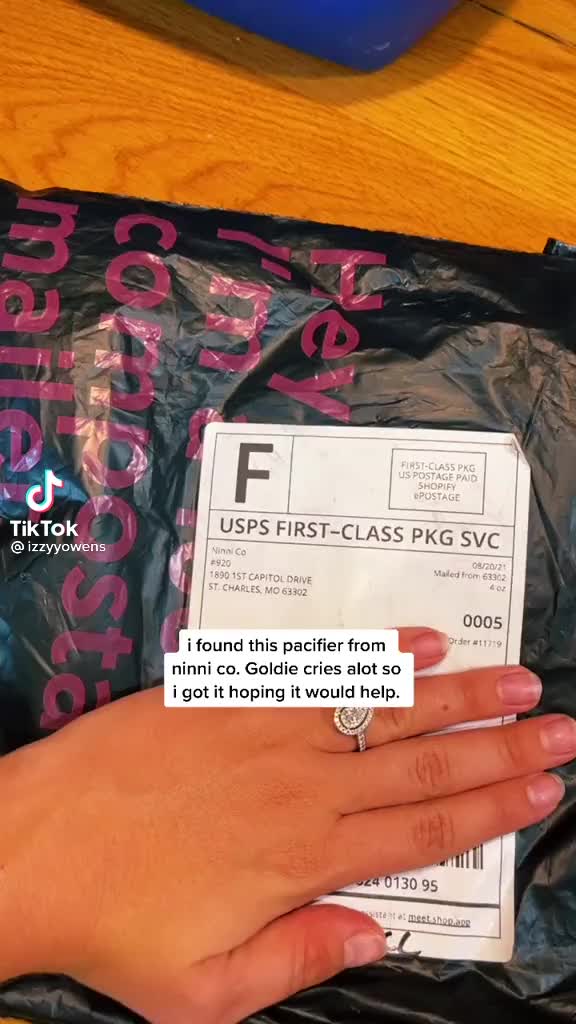 Hey
I'm a
composta
mailer
TikTok
@izzyyowens
F
FIRST-CLASS PKG
US POSTAGE PAID
SHOPIFY
ePOSTAGE
USPS FIRST-CLASS PKG SVC
Ninni Co
#920
1890 1ST CAPITOL DRIVE
ST. CHARLES, MO 63302
08/20/21
Mailed from 63302
4 oz
0005
Order #11719
i found this pacifier from
ninni co. Goldie cries alot so
i got it hoping it would help.
0130 95
at meet.shop.app